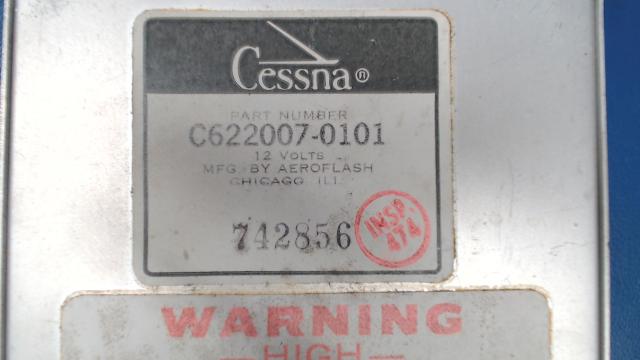 Cessna®
PART NUMBER
C622007-0101
12 VOLTS
MFG. BY AEROFLASH
CHICAGO ILL
742856
INSP.
474
WARNING
HIGH